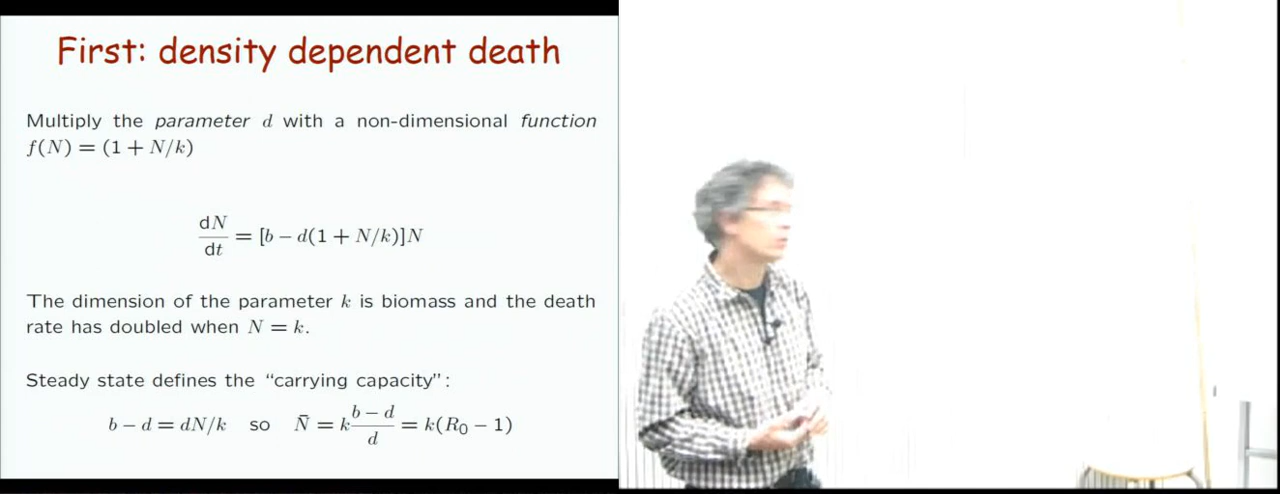 First: density dependent death
Multiply the parameter d with a non-dimensional function
f(N) = (1 + N/k)
dN/dt = [b − d(1 + N/k)]N
The dimension of the parameter k is biomass and the death
rate has doubled when N = k.
Steady state defines the “carrying capacity”:
b − d = dN/k so N̄ = k (b − d)/d = k(R₀ − 1)